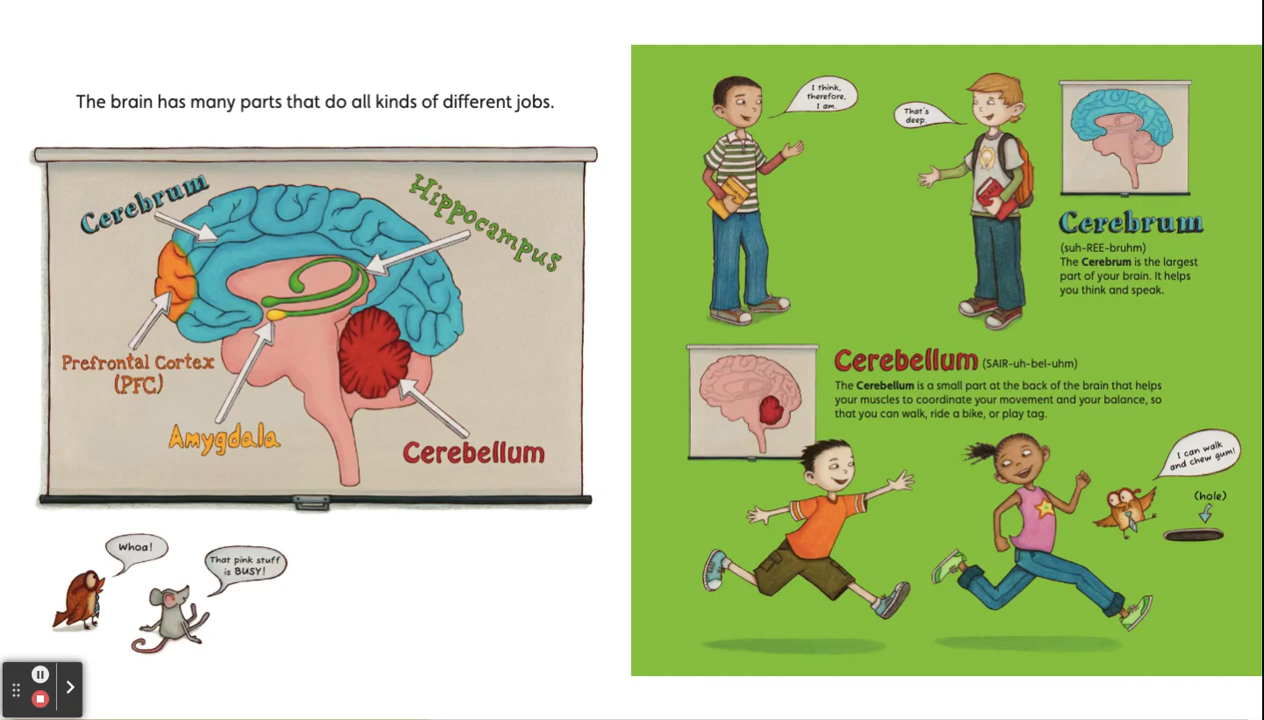 The brain has many parts that do all kinds of different jobs.
Cerebrum
Hippocampus
Prefrontal Cortex
(PFC)
Amygdala
Cerebellum
Whoa!
That pink stuff
is BUSY!
I think,
therefore,
I am.
That's
deep.
Cerebrum
(suh-REE-bruhm)
The Cerebrum is the largest
part of your brain. It helps
you think and speak.
Cerebellum (SAIR-uh-bel-uhm)
The Cerebellum is a small part at the back of the brain that helps
your muscles to coordinate your movement and your balance, so
that you can walk, ride a bike, or play tag.
I can walk
and chew gum!
(hole)